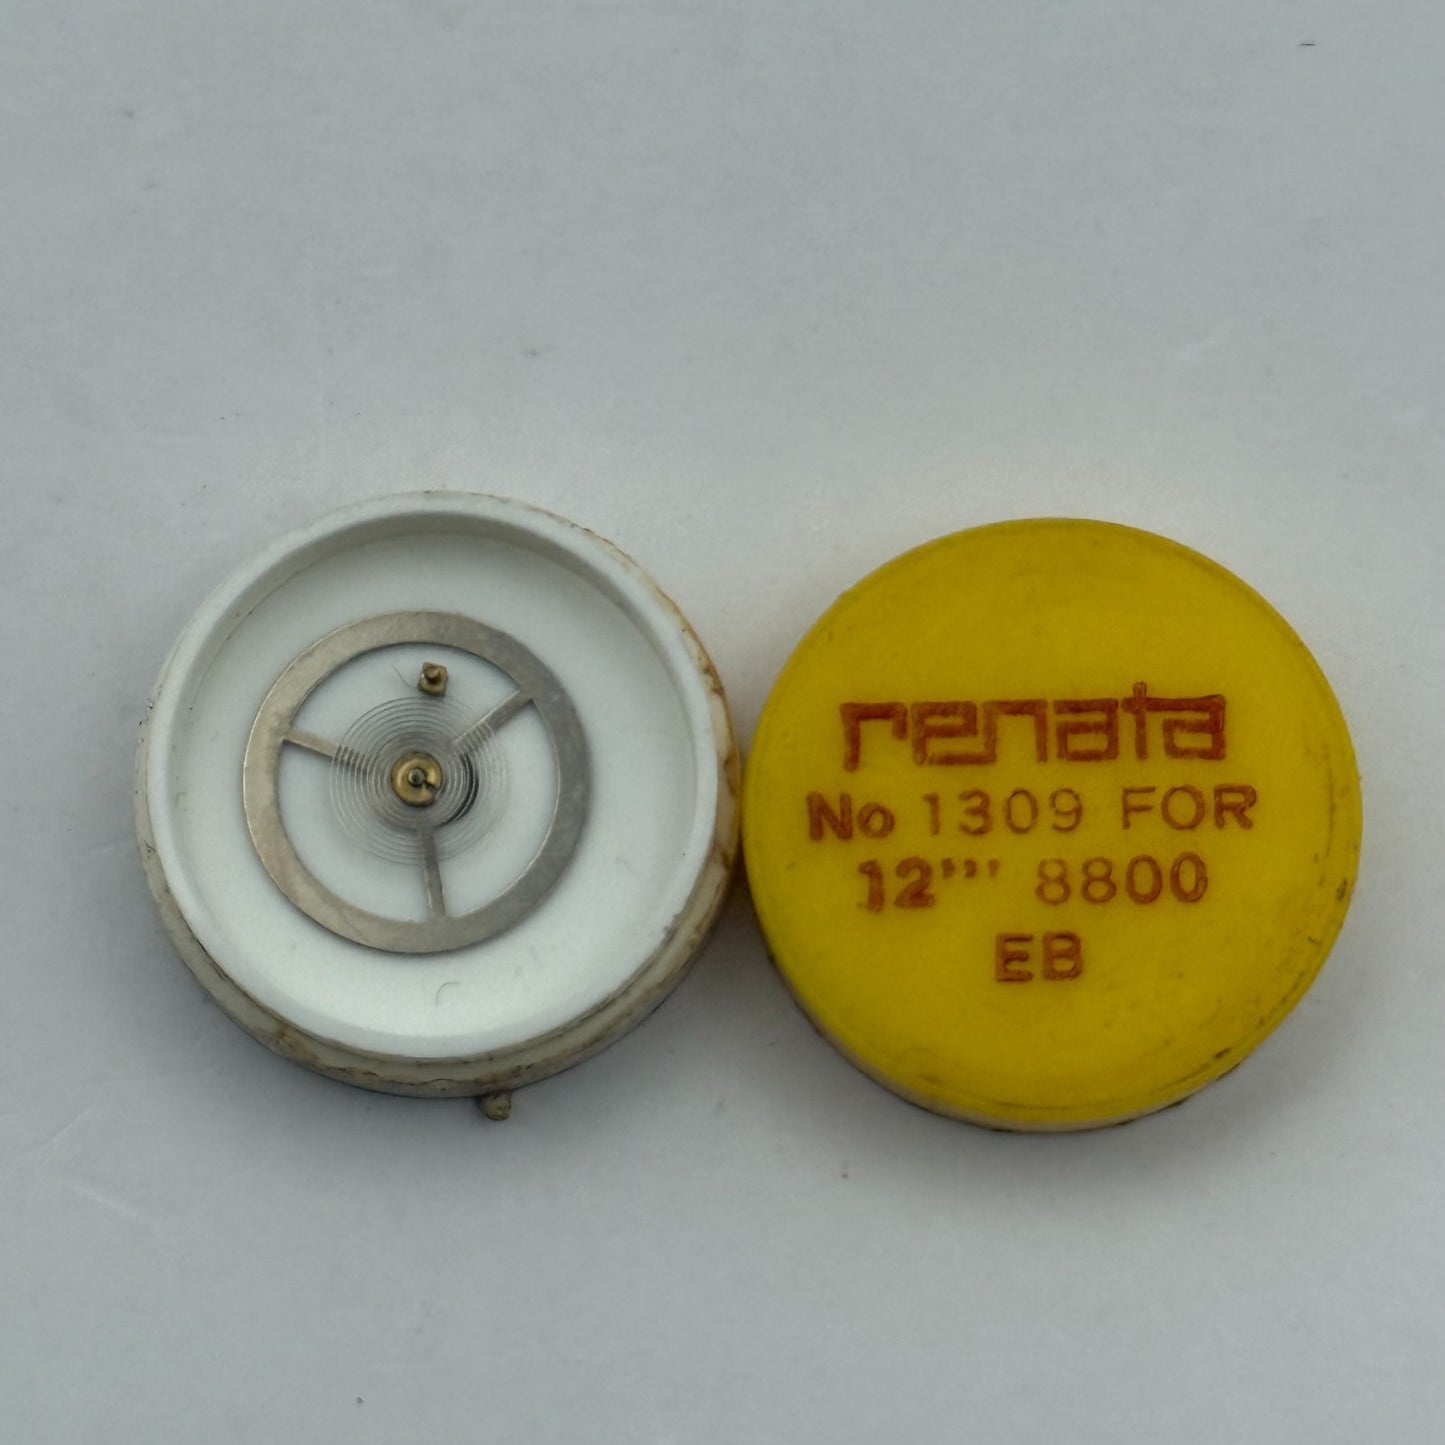 renata
No 1309 FOR
12''' 8800
EB